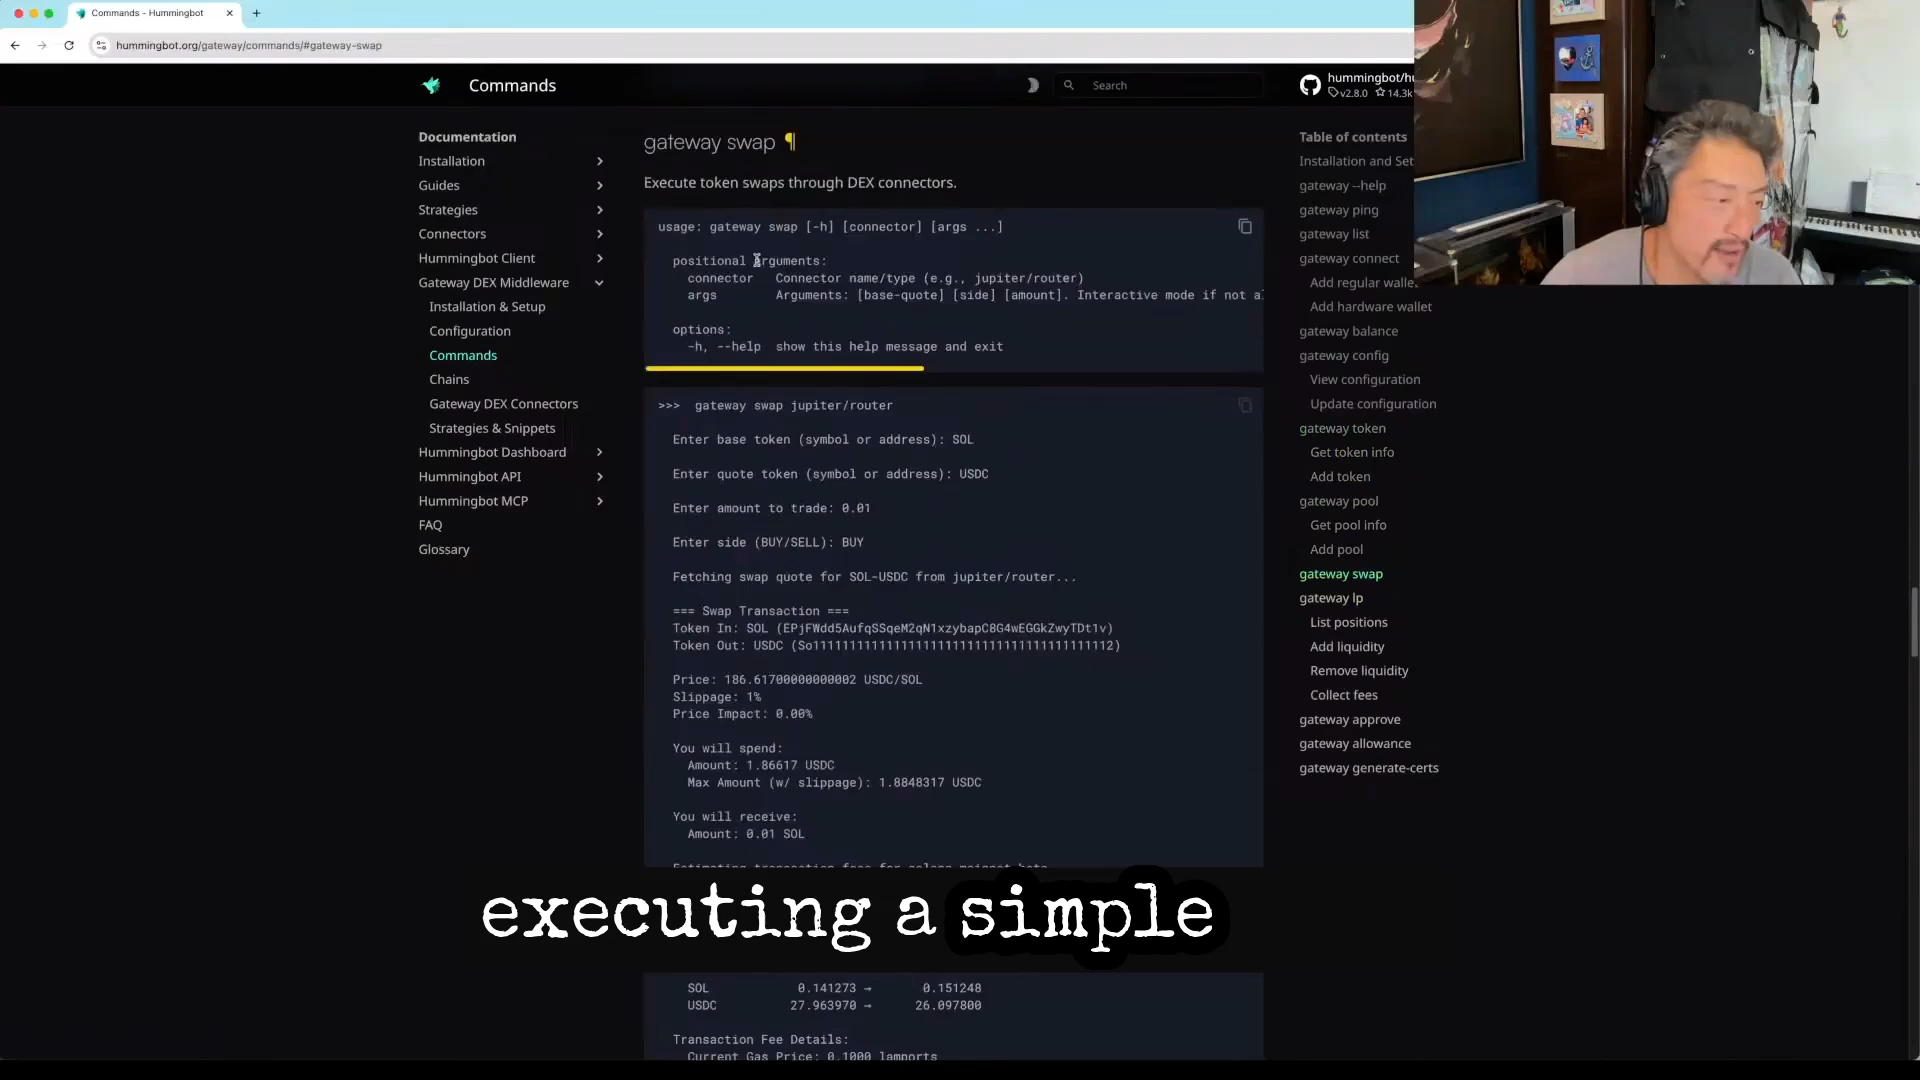 Commands - Hummingbot
hummingbot.org/gateway/commands/#gateway-swap
Commands
Search
hummingbot/hu
v2.8.0 14.3k
Documentation
Installation
Guides
Strategies
Connectors
Hummingbot Client
Gateway DEX Middleware
Installation & Setup
Configuration
Commands
Chains
Gateway DEX Connectors
Strategies & Snippets
Hummingbot Dashboard
Hummingbot API
Hummingbot MCP
FAQ
Glossary
gateway swap ¶
Execute token swaps through DEX connectors.
usage: gateway swap [-h] [connector] [args ...]
positional arguments:
connector Connector name/type (e.g., jupiter/router)
args Arguments: [base-quote] [side] [amount]. Interactive mode if not a
options:
-h, --help show this help message and exit
>>> gateway swap jupiter/router
Enter base token (symbol or address): SOL
Enter quote token (symbol or address): USDC
Enter amount to trade: 0.01
Enter side (BUY/SELL): BUY
Fetching swap quote for SOL-USDC from jupiter/router...
=== Swap Transaction ===
Token In: SOL (EPjFWdd5AufqSSqeM2qN1xzybapC8G4wEGGkZwyTDt1v)
Token Out: USDC (So11111111111111111111111111111111111111112)
Price: 186.61700000000002 USDC/SOL
Slippage: 1%
Price Impact: 0.00%
You will spend:
Amount: 1.86617 USDC
Max Amount (w/ slippage): 1.8848317 USDC
You will receive:
Amount: 0.01 SOL
Estimating transaction fees for solana mainnet-beta
executing a simple
SOL 0.141273 → 0.151248
USDC 27.963970 → 26.097800
Transaction Fee Details:
Current Gas Price: 0.1000 lamports
Table of contents
Installation and Set
gateway --help
gateway ping
gateway list
gateway connect
Add regular walle
Add hardware wallet
gateway balance
gateway config
View configuration
Update configuration
gateway token
Get token info
Add token
gateway pool
Get pool info
Add pool
gateway swap
gateway lp
List positions
Add liquidity
Remove liquidity
Collect fees
gateway approve
gateway allowance
gateway generate-certs